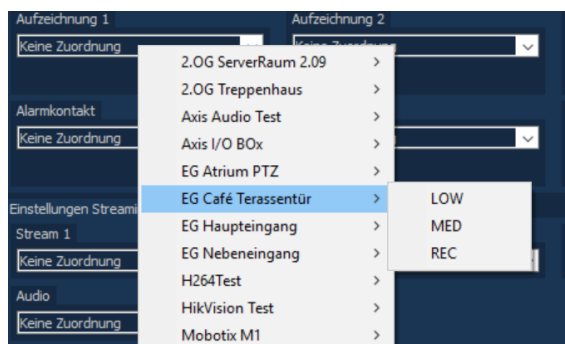 Aufzeichnung 1
Aufzeichnung 2
Keine Zuordnung
2.OG ServerRaum 2.09
2.OG Treppenhaus
Alarmkontakt
Axis Audio Test
Keine Zuordnung
Axis I/O BOx
EG Atrium PTZ
EG Café Terassentür
LOW
Einstellungen Streami
EG Haupteingang
MED
Stream 1
EG Nebeneingang
REC
Keine Zuordnung
H264Test
Audio
HikVision Test
Keine Zuordnung
Mobotix M1